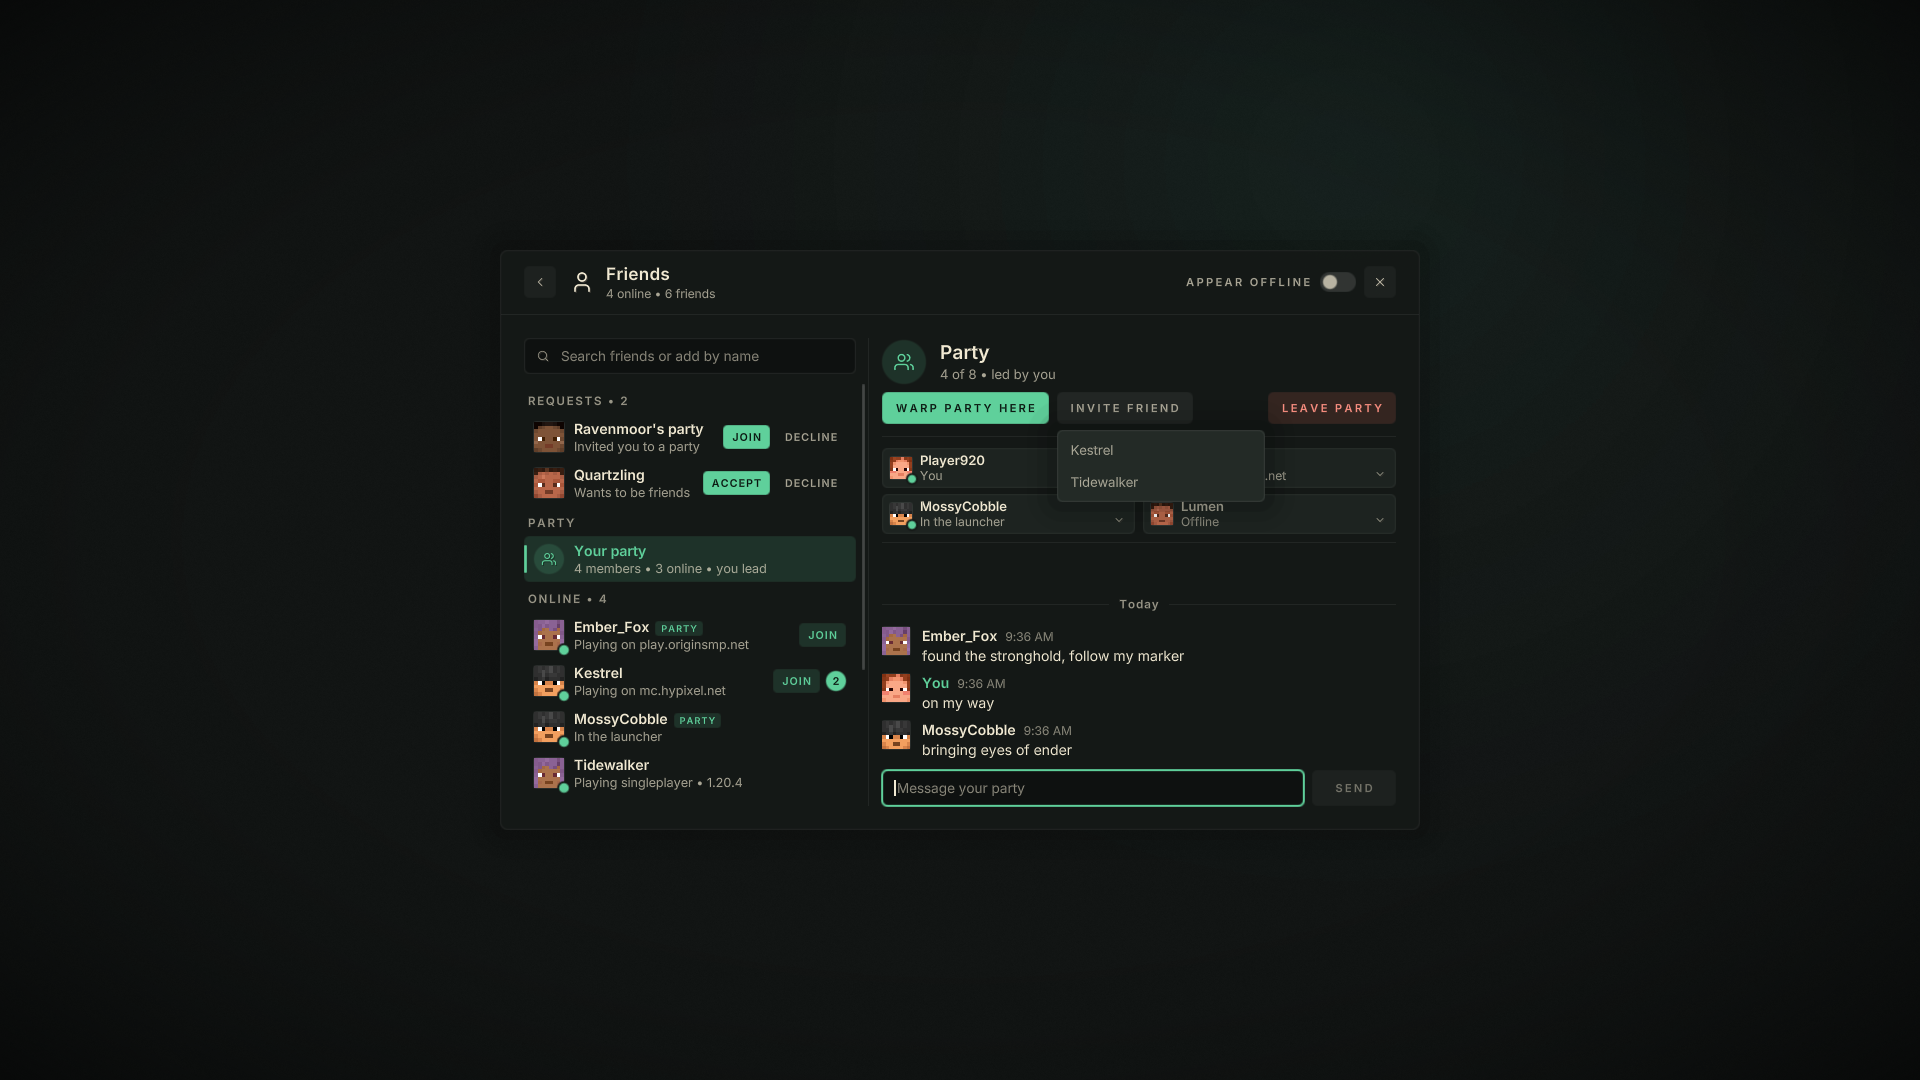 Friends
4 online • 6 friends
APPEAR OFFLINE
Search friends or add by name
REQUESTS • 2
Ravenmoor's party
Invited you to a party
JOIN
DECLINE
Quartzling
Wants to be friends
ACCEPT
DECLINE
PARTY
Your party
4 members • 3 online • you lead
ONLINE • 4
Ember_Fox PARTY
Playing on play.originsmp.net
JOIN
Kestrel
Playing on mc.hypixel.net
JOIN
2
MossyCobble PARTY
In the launcher
Tidewalker
Playing singleplayer • 1.20.4
Party
4 of 8 • led by you
WARP PARTY HERE
INVITE FRIEND
LEAVE PARTY
Kestrel
Tidewalker
Player920
You
.net
MossyCobble
In the launcher
Lumen
Offline
Today
Ember_Fox 9:36 AM
found the stronghold, follow my marker
You 9:36 AM
on my way
MossyCobble 9:36 AM
bringing eyes of ender
Message your party
SEND